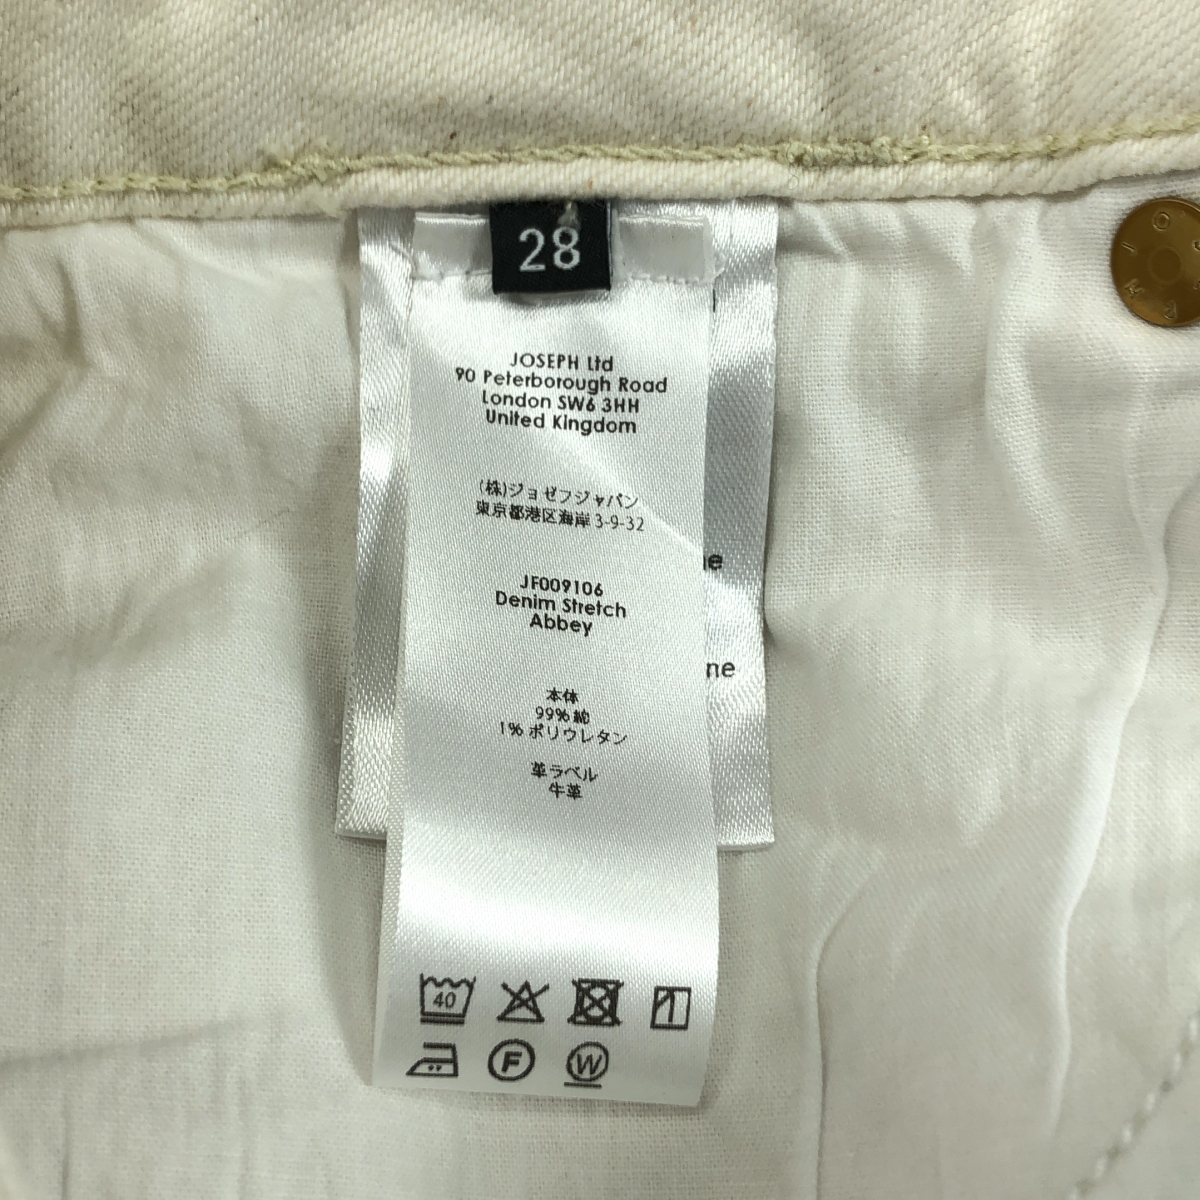 28
JOSEPH Ltd
90 Peterborough Road
London SW6 3HH
United Kingdom
(株)ジョゼフジャパン
東京都港区海岸3-9-32
JF009106
Denim Stretch
Abbey
本体
99% 綿
1% ポリウレタン
革ラベル
牛革
40
F
W